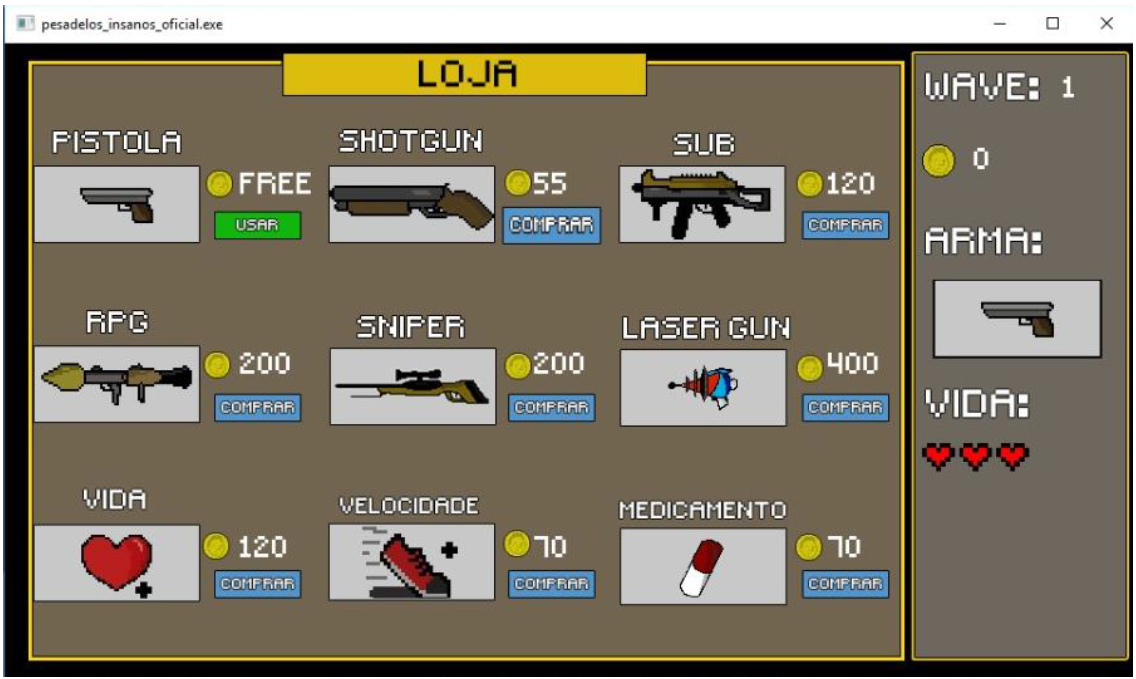 pesadelos_insanos_oficial.exe
LOJA
PISTOLA
FREE
USAR
SHOTGUN
55
COMPRAR
SUB
120
COMPRAR
RPG
200
COMPRAR
SNIPER
200
COMPRAR
LASER GUN
400
COMPRAR
VIDA
120
COMPRAR
VELOCIDADE
70
COMPRAR
MEDICAMENTO
70
COMPRAR
WAVE: 1
0
ARMA:
VIDA: